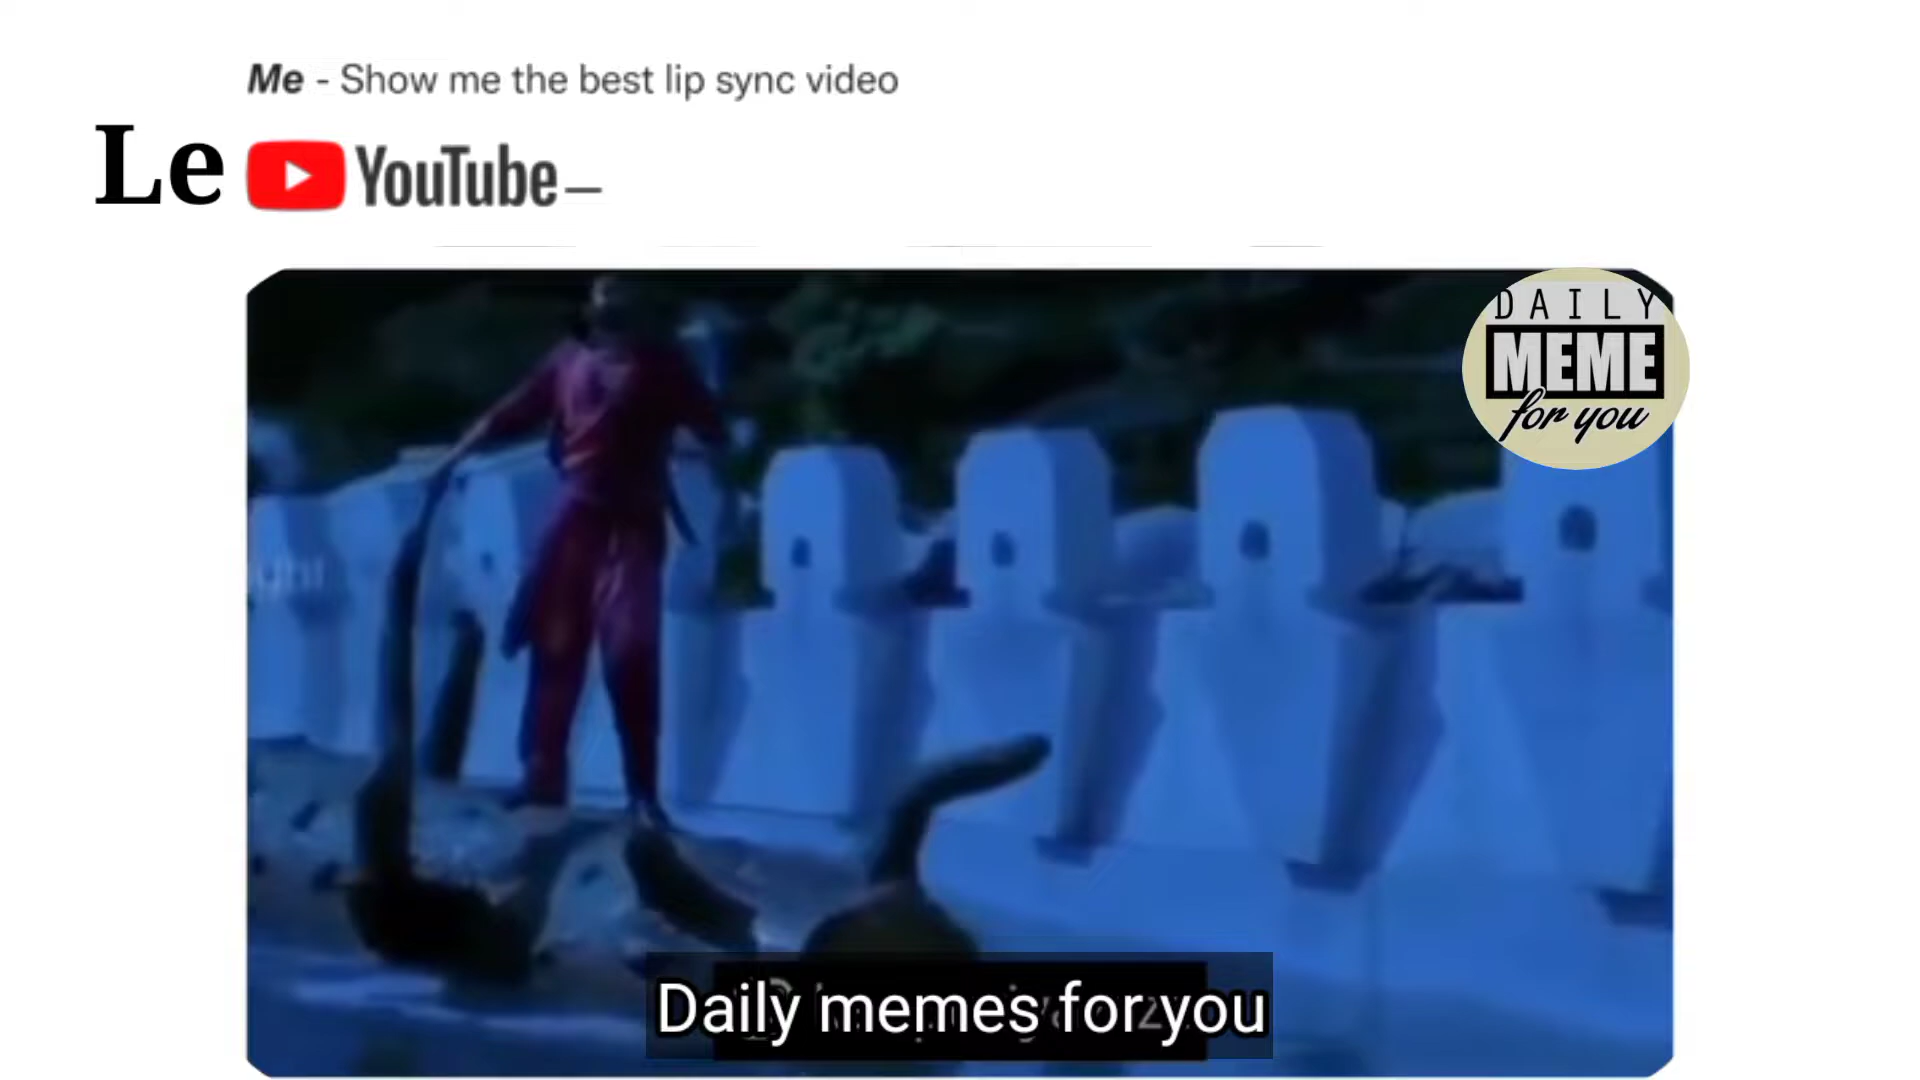 Me - Show me the best lip sync video
Le YouTube –
DAILY
MEME
for you
Daily memes for you